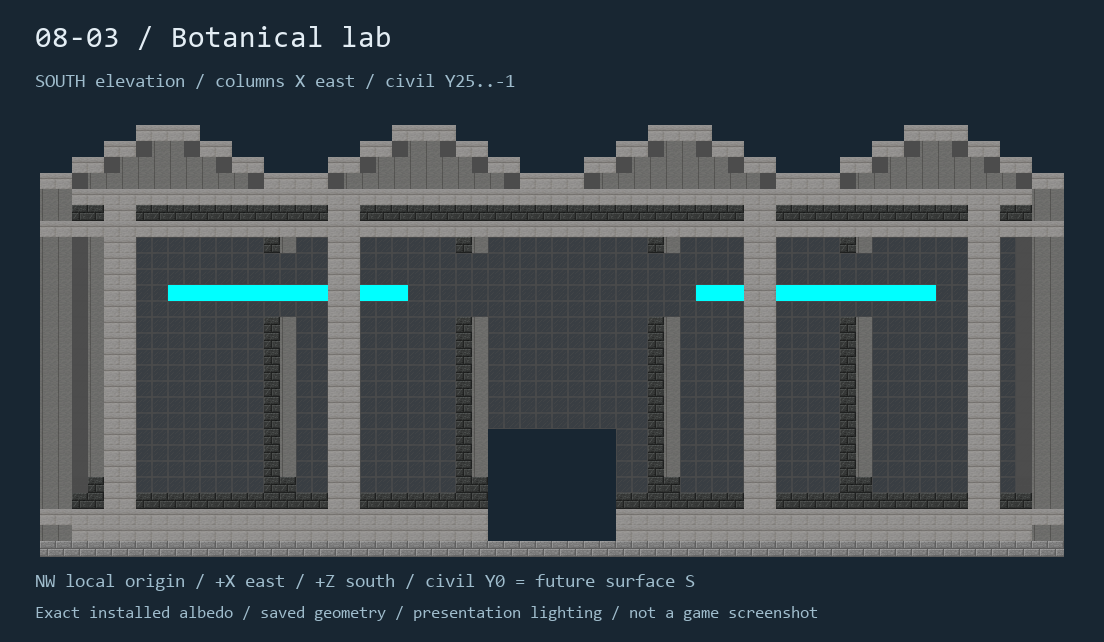 08-03 / Botanical lab
SOUTH elevation / columns X east / civil Y25..-1
NW local origin / +X east / +Z south / civil Y0 = future surface S
Exact installed albedo / saved geometry / presentation lighting / not a game screenshot